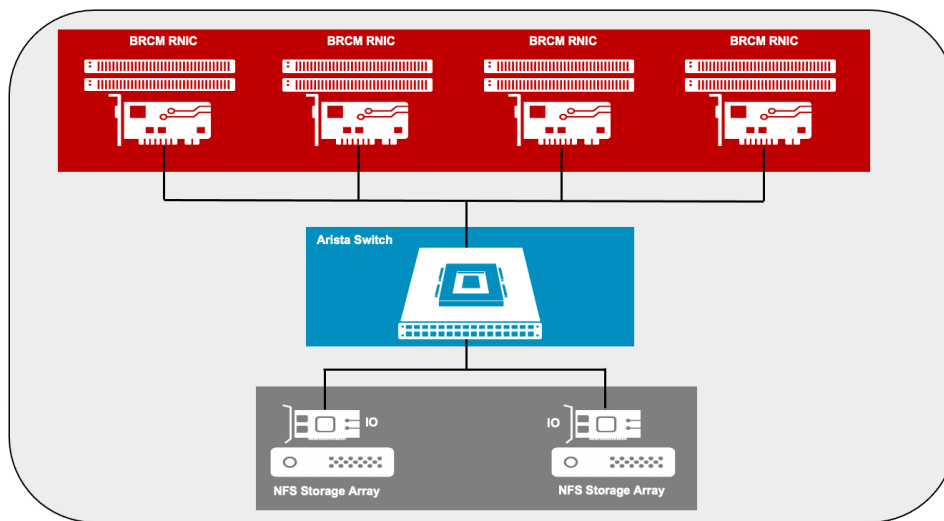 BRCM RNIC
BRCM RNIC
BRCM RNIC
BRCM RNIC
Arista Switch
IO
IO
NFS Storage Array
NFS Storage Array